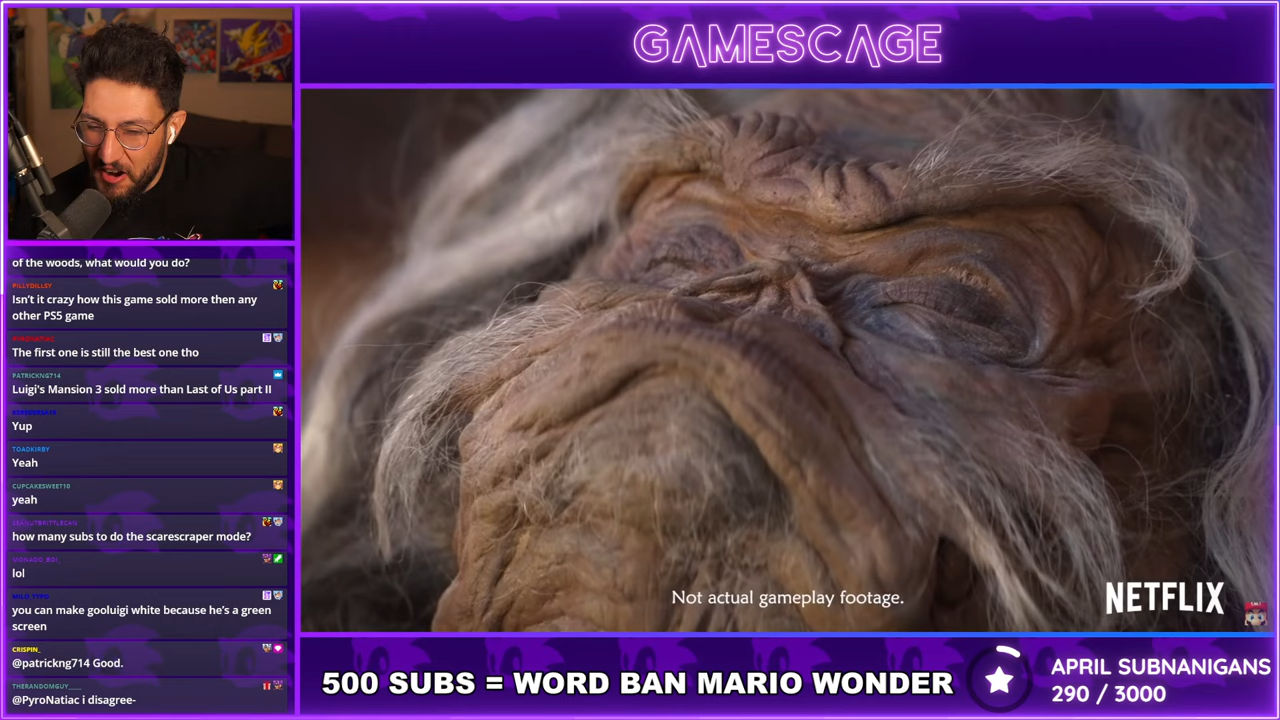 GAMESCAGE
of the woods, what would you do?
PILLYDILLSY
Isn't it crazy how this game sold more then any
other PS5 game
The first one is still the best one tho
PATRICKNG714
Luigi's Mansion 3 sold more than Last of Us part II
Yup
TOADKIRBY
Yeah
CUPCAKESWEET10
yeah
how many subs to do the scarescraper mode?
lol
MILD_TYPO
you can make gooluigi white because he's a green
screen
CRISPIN_
@patrickng714 Good.
THERANDOMGUY____
@PyroNatiac i disagree-
Not actual gameplay footage.
NETFLIX
500 SUBS = WORD BAN MARIO WONDER
APRIL SUBNANIGANS
290 / 3000